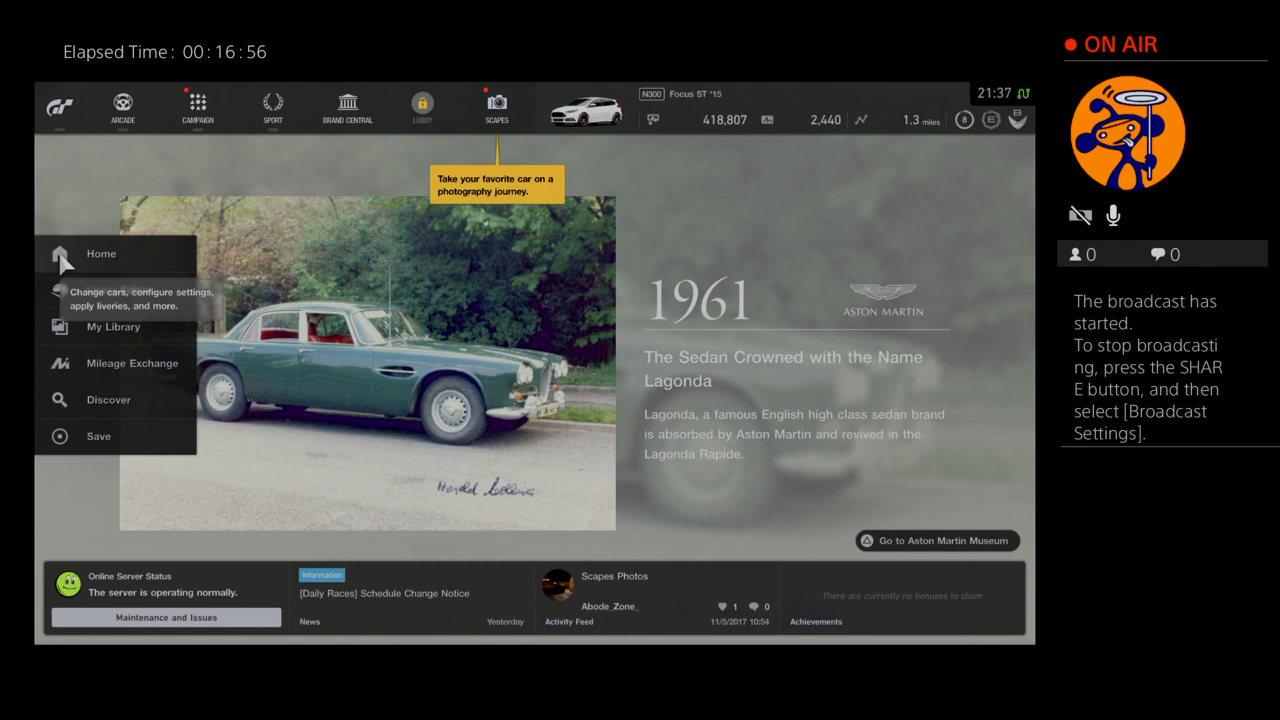 Elapsed Time: 00:16:56
ON AIR
ARCADE
CAMPAIGN
SPORT
BRAND CENTRAL
LOBBY
SCAPES
N300 Focus ST '15
418,807
2,440
1.3 miles
8
E
B
21:37
Take your favorite car on a
photography journey.
0
0
Home
Change cars, configure settings,
apply liveries, and more.
My Library
Mileage Exchange
Discover
Save
1961
ASTON MARTIN
The Sedan Crowned with the Name
Lagonda
Lagonda, a famous English high class sedan brand
is absorbed by Aston Martin and revived in the
Lagonda Rapide.
Harold
Go to Aston Martin Museum
The broadcast has
started.
To stop broadcasti
ng, press the SHAR
E button, and then
select [Broadcast
Settings].
Online Server Status
The server is operating normally.
Maintenance and Issues
Information
[Daily Races] Schedule Change Notice
News
Yesterday
Scapes Photos
Abode_Zone_
1
0
Activity Feed
11/5/2017 10:54
There are currently no bonuses to claim
Achievements